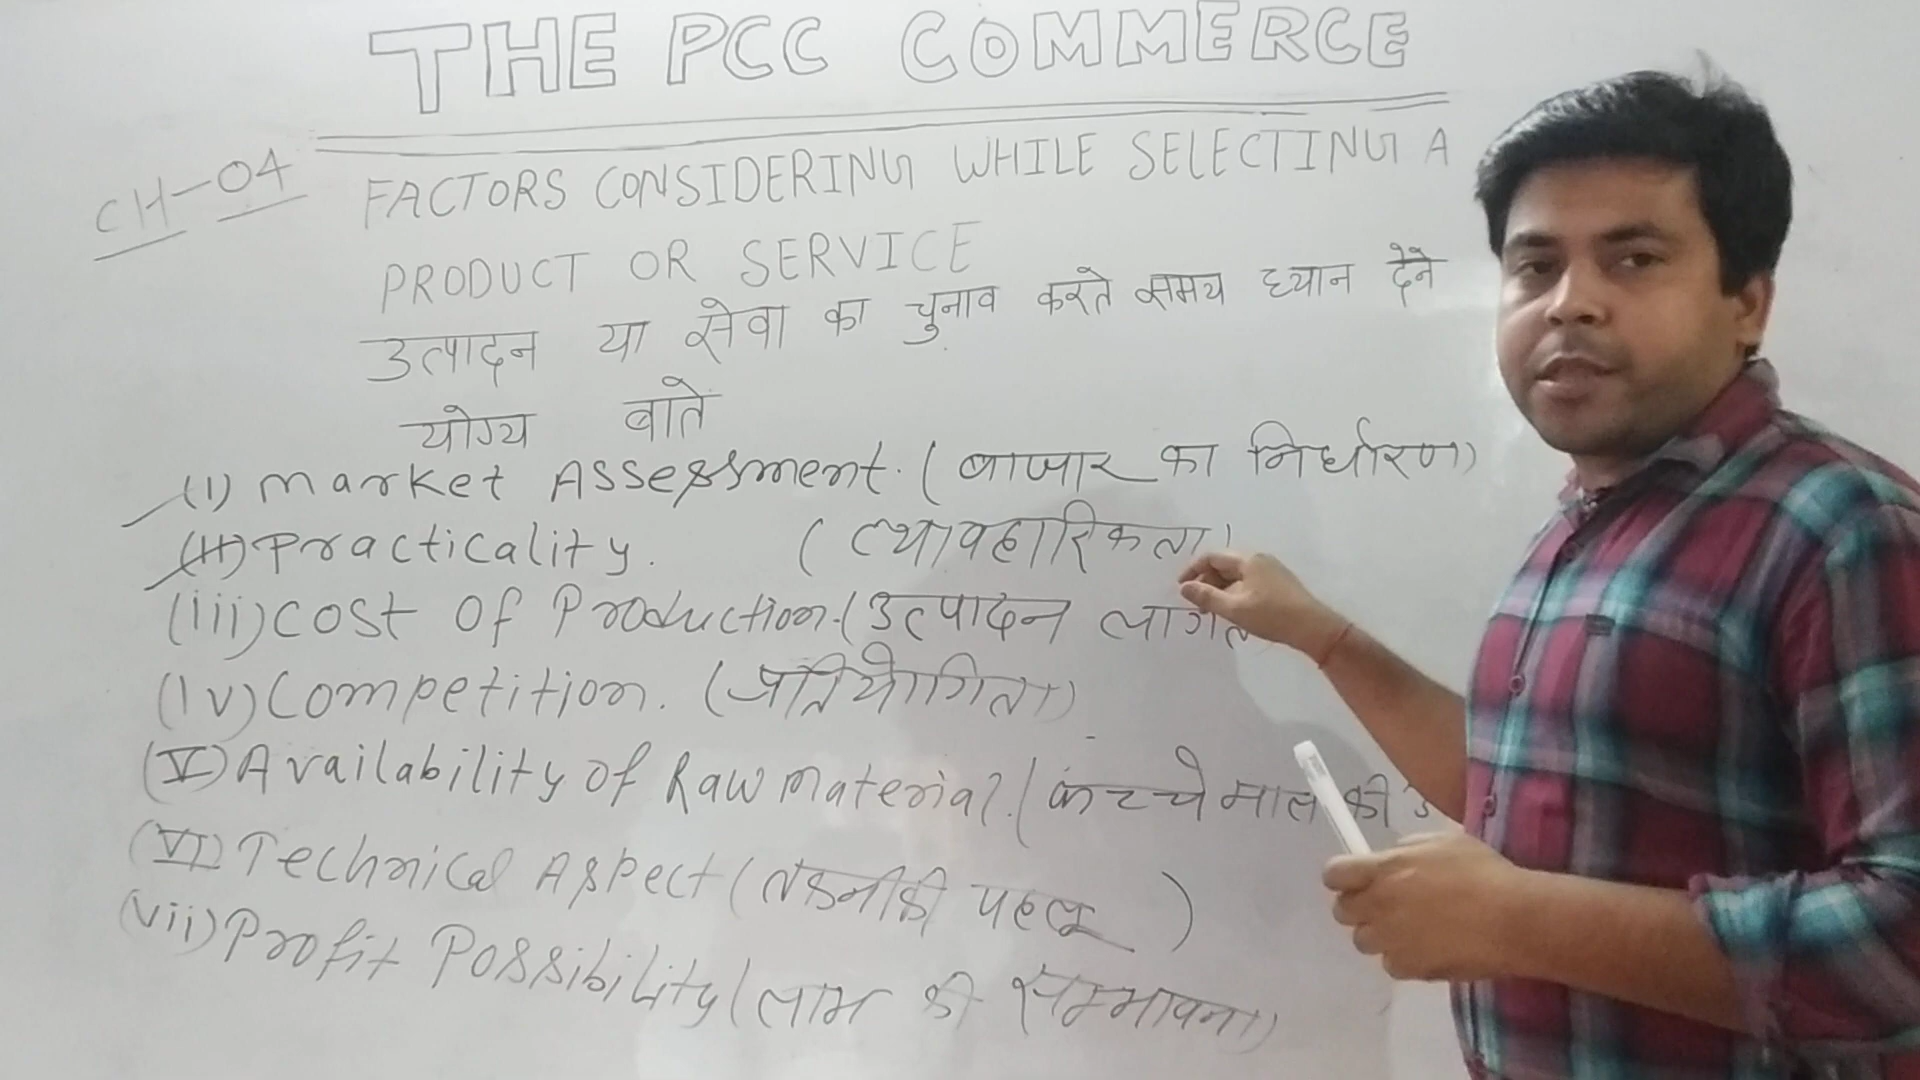 THE PCC COMMERCE
CH-04
FACTORS CONSIDERING WHILE SELECTING A
PRODUCT OR SERVICE
उत्पादन या सेवा का चुनाव करते समय ध्यान देने
योग्य बाते
(I) Market Assessment. (बाजार का निर्धारण)
(II) Practicality. (व्यावहारिकता)
(iii) Cost Of Production. (उत्पादन लागत
(IV) Competition. (प्रतियोगिता)
(V) Availability of Raw Material. (कच्चे माल की
(VI) Technical Aspect (तकनीकी पहलू)
(vii) Profit Possibility (लाभ की सम्भावना)